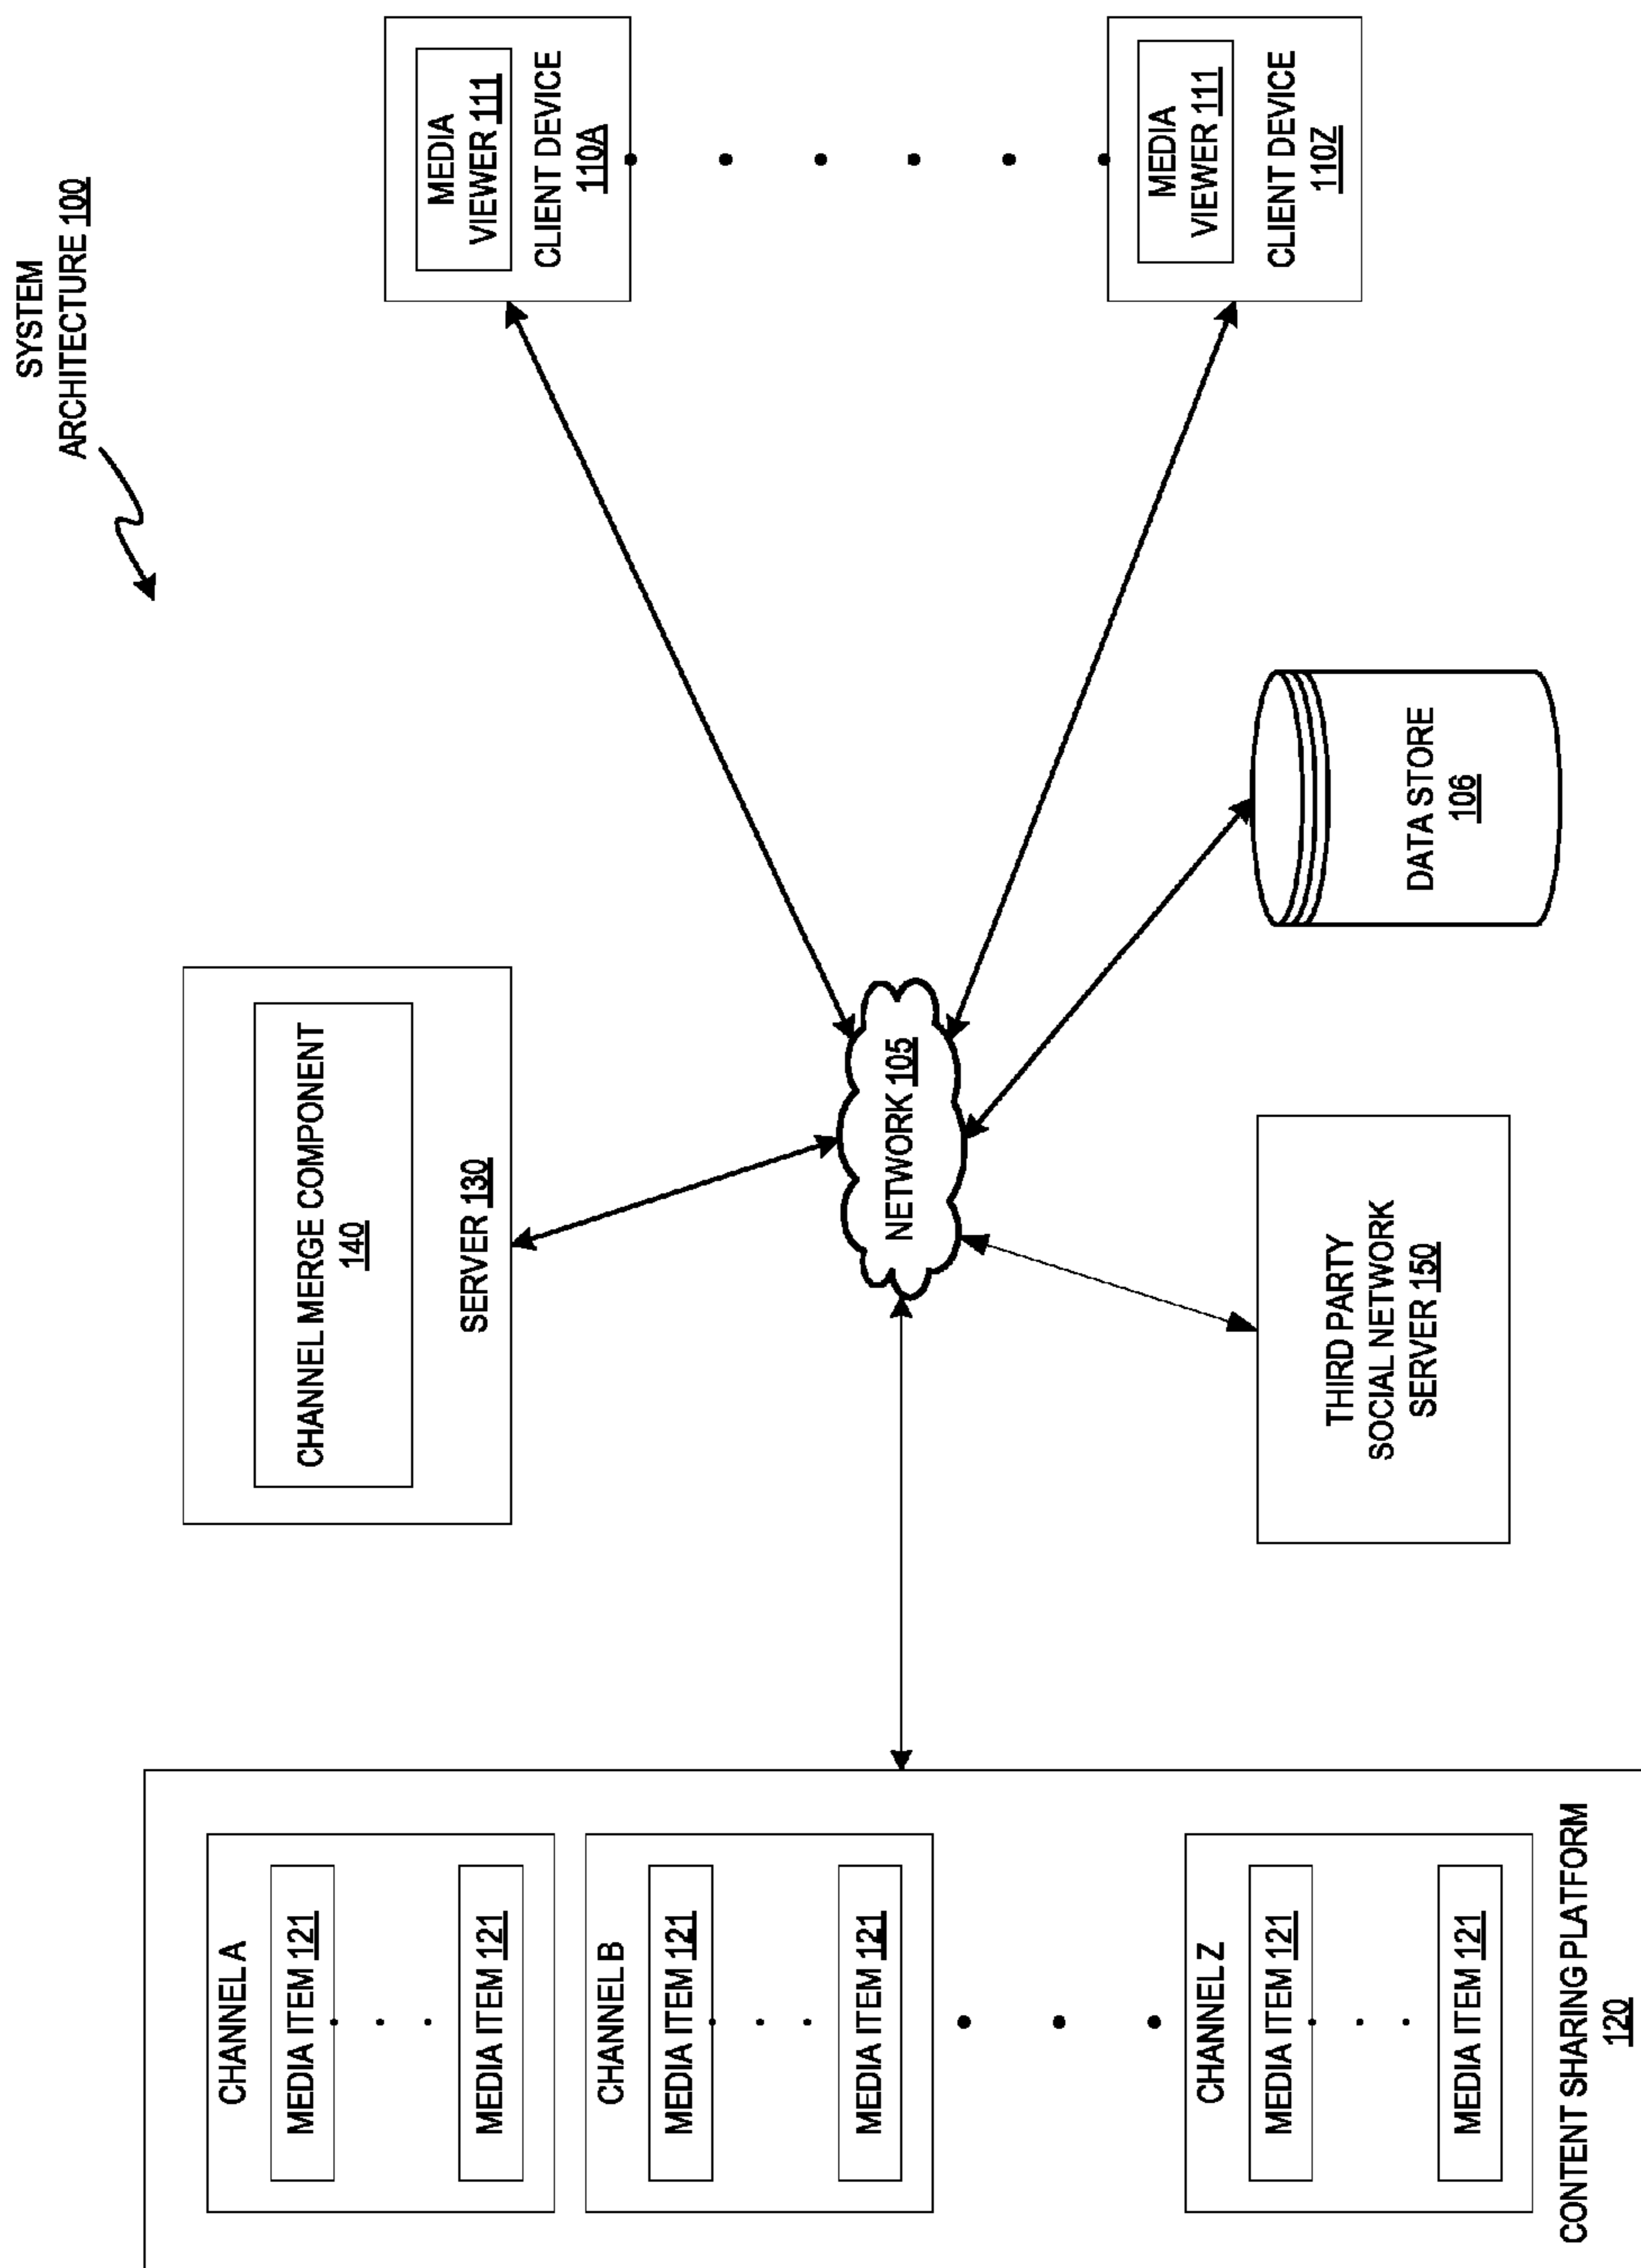 SYSTEM
ARCHITECTURE 100
CHANNEL A
MEDIA ITEM 121
MEDIA ITEM 121
CHANNEL B
MEDIA ITEM 121
MEDIA ITEM 121
CHANNEL Z
MEDIA ITEM 121
MEDIA ITEM 121
CONTENT SHARING PLATFORM
120
CHANNEL MERGE COMPONENT
140
SERVER 130
NETWORK 105
THIRD PARTY
SOCIAL NETWORK
SERVER 150
DATA STORE
106
MEDIA
VIEWER 111
CLIENT DEVICE
110A
MEDIA
VIEWER 111
CLIENT DEVICE
110Z